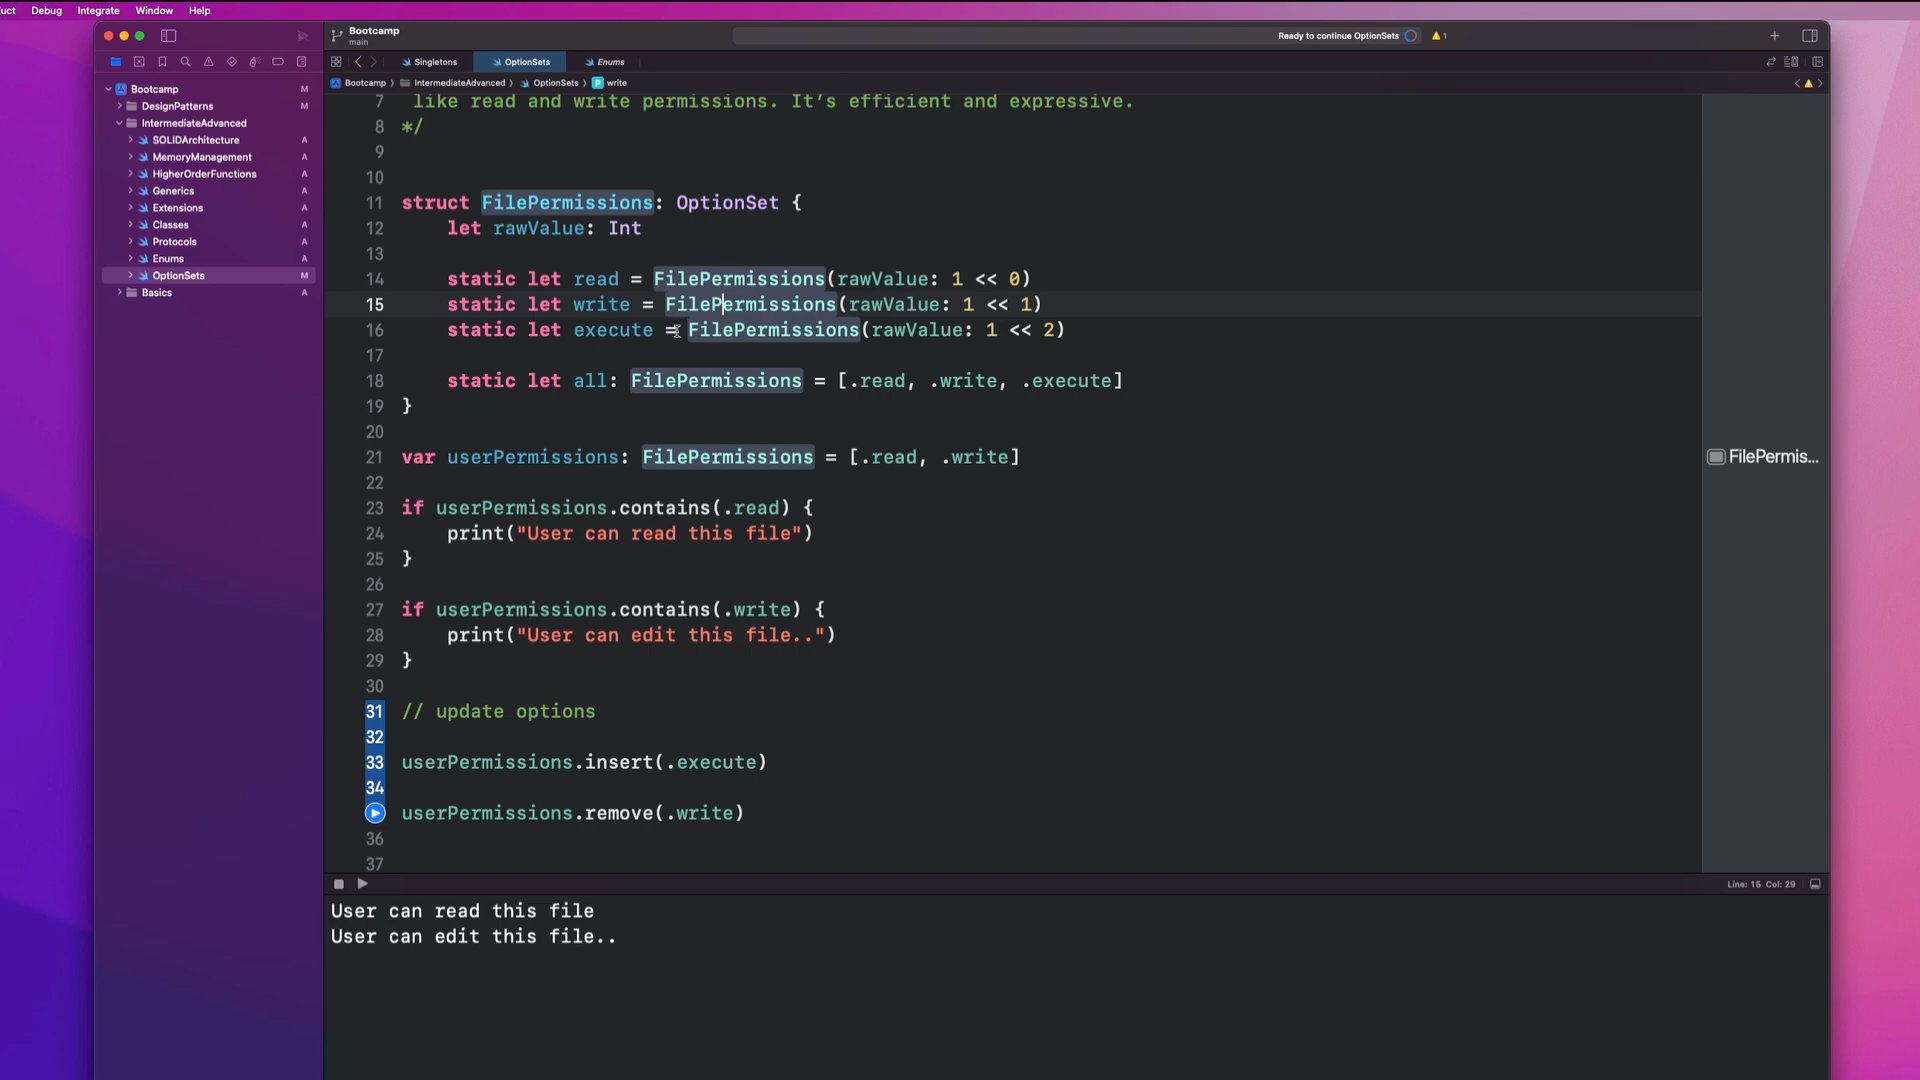 uct Debug Integrate Window Help
Bootcamp
main
Ready to continue OptionSets 1
Singletons OptionSets Enums
Bootcamp IntermediateAdvanced OptionSets P write
Bootcamp M
DesignPatterns M
IntermediateAdvanced
SOLIDArchitecture A
MemoryManagement A
HigherOrderFunctions A
Generics A
Extensions A
Classes A
Protocols A
Enums A
OptionSets M
Basics A
7 like read and write permissions. It's efficient and expressive.
8 */
9
10
11 struct FilePermissions: OptionSet {
12 let rawValue: Int
13
14 static let read = FilePermissions(rawValue: 1 << 0)
15 static let write = FilePermissions(rawValue: 1 << 1)
16 static let execute = FilePermissions(rawValue: 1 << 2)
17
18 static let all: FilePermissions = [.read, .write, .execute]
19 }
20
21 var userPermissions: FilePermissions = [.read, .write]
FilePermis...
22
23 if userPermissions.contains(.read) {
24 print("User can read this file")
25 }
26
27 if userPermissions.contains(.write) {
28 print("User can edit this file..")
29 }
30
31 // update options
32
33 userPermissions.insert(.execute)
34
userPermissions.remove(.write)
36
37
Line: 15 Col: 29
User can read this file
User can edit this file..